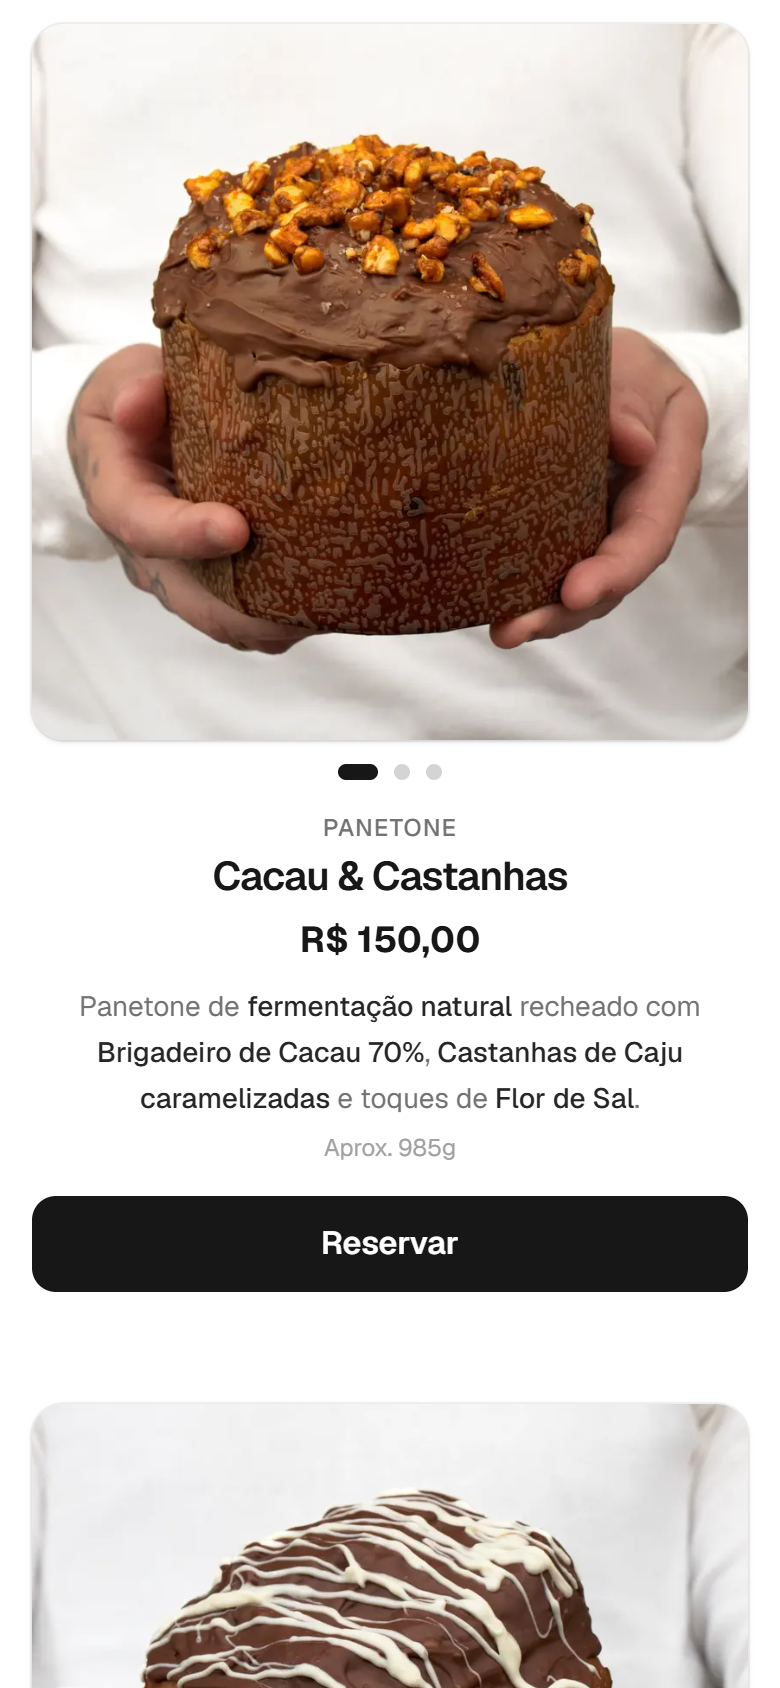 PANETONE
Cacau & Castanhas
R$ 150,00
Panetone de fermentação natural recheado com
Brigadeiro de Cacau 70%, Castanhas de Caju
caramelizadas e toques de Flor de Sal.
Aprox. 985g
Reservar